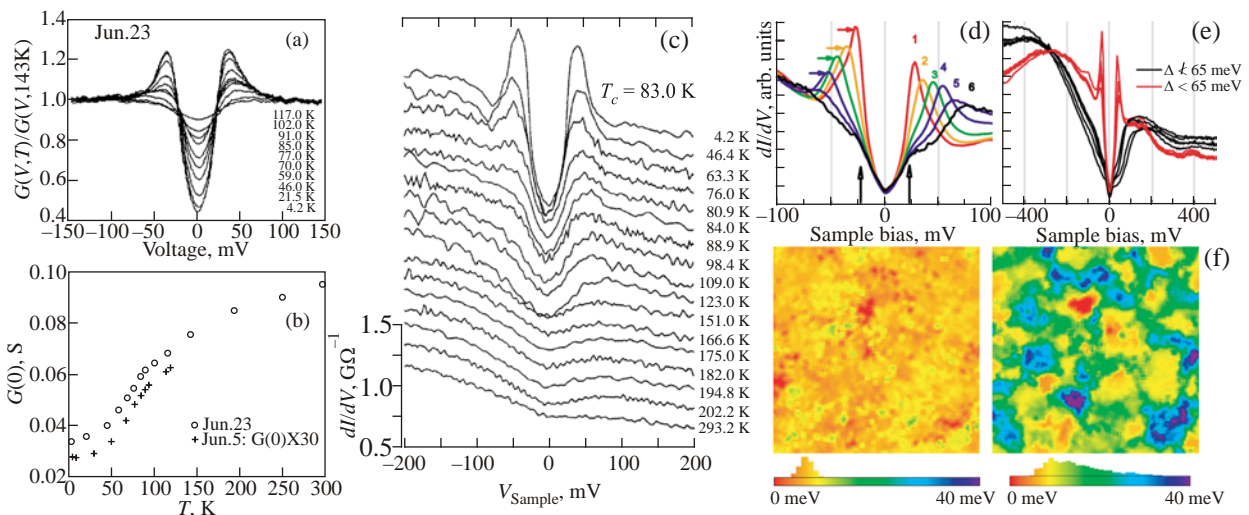 Jun.23
(a)
G(V,T)/G(V,143K)
1.4
1.2
1.0
0.8
0.6
0.4
117.0 K
102.0 K
91.0 K
85.0 K
77.0 K
70.0 K
59.0 K
46.0 K
21.5 K
4.2 K
−150 −100 −50 0 50 100 150
Voltage, mV
(b)
G(0), S
0.10
0.08
0.06
0.04
0.02
Jun.23
Jun.5: G(0)X30
0 50 100 150 200 250 300
T, K
(c)
T_c = 83.0 K
4.2 K
46.4 K
63.3 K
76.0 K
80.9 K
84.0 K
88.9 K
98.4 K
109.0 K
123.0 K
151.0 K
166.6 K
175.0 K
182.0 K
194.8 K
202.2 K
293.2 K
dI/dV, GΩ⁻¹
1.5
1.0
0.5
−200 −100 0 100 200
V_Sample, mV
(d)
dI/dV, arb. units
1
2
3
4
5
6
−100 0 100
Sample bias, mV
(e)
Δ ≮ 65 meV
Δ < 65 meV
−400 −200 0 200 400
Sample bias, mV
(f)
0 meV 40 meV
0 meV 40 meV